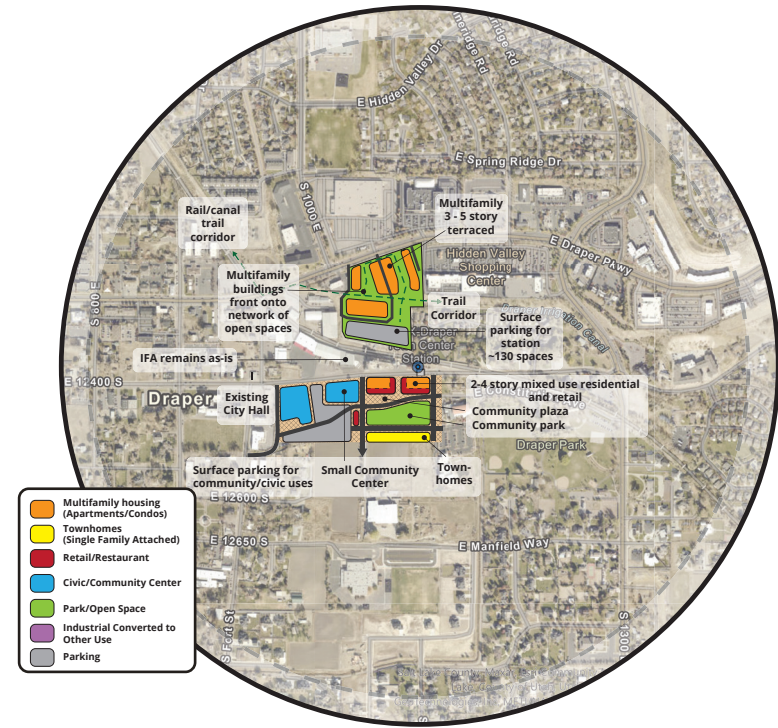 E Hidden Valley Dr
E Spring Ridge Dr
S 1000 E
Rail/canal
trail
corridor
Multifamily
3 - 5 story
terraced
E Draper Pkwy
Hidden Valley
Shopping
Center
Multifamily
buildings
front onto
network of
open spaces
Trail
Corridor
Surface
parking for
station
~130 spaces
Draper
Center
Station
S 800 E
IFA remains as-is
E 12400 S
Draper
Existing
City Hall
2-4 story mixed use residential
and retail
Community plaza
Community park
Draper Park
Surface parking for
community/civic uses
Small Community
Center
Town-
homes
E 12600 S
E 12650 S
E Manfield Way
S Fort St
S 1300 E
Multifamily housing
(Apartments/Condos)
Townhomes
(Single Family Attached)
Retail/Restaurant
Civic/Community Center
Park/Open Space
Industrial Converted to
Other Use
Parking